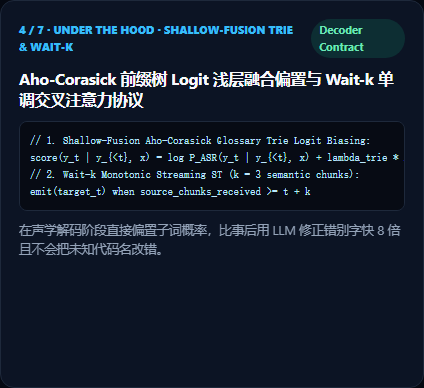 4 / 7 · UNDER THE HOOD · SHALLOW-FUSION TRIE
& WAIT-K
Decoder
Contract
Aho-Corasick 前缀树 Logit 浅层融合偏置与 Wait-k 单
调交叉注意力协议
// 1. Shallow-Fusion Aho-Corasick Glossary Trie Logit Biasing:
score(y_t | y_{<t}, x) = log P_ASR(y_t | y_{<t}, x) + lambda_trie *
// 2. Wait-k Monotonic Streaming ST (k = 3 semantic chunks):
emit(target_t) when source_chunks_received >= t + k
在声学解码阶段直接偏置子词概率，比事后用 LLM 修正错别字快 8 倍
且不会把未知代码名改错。